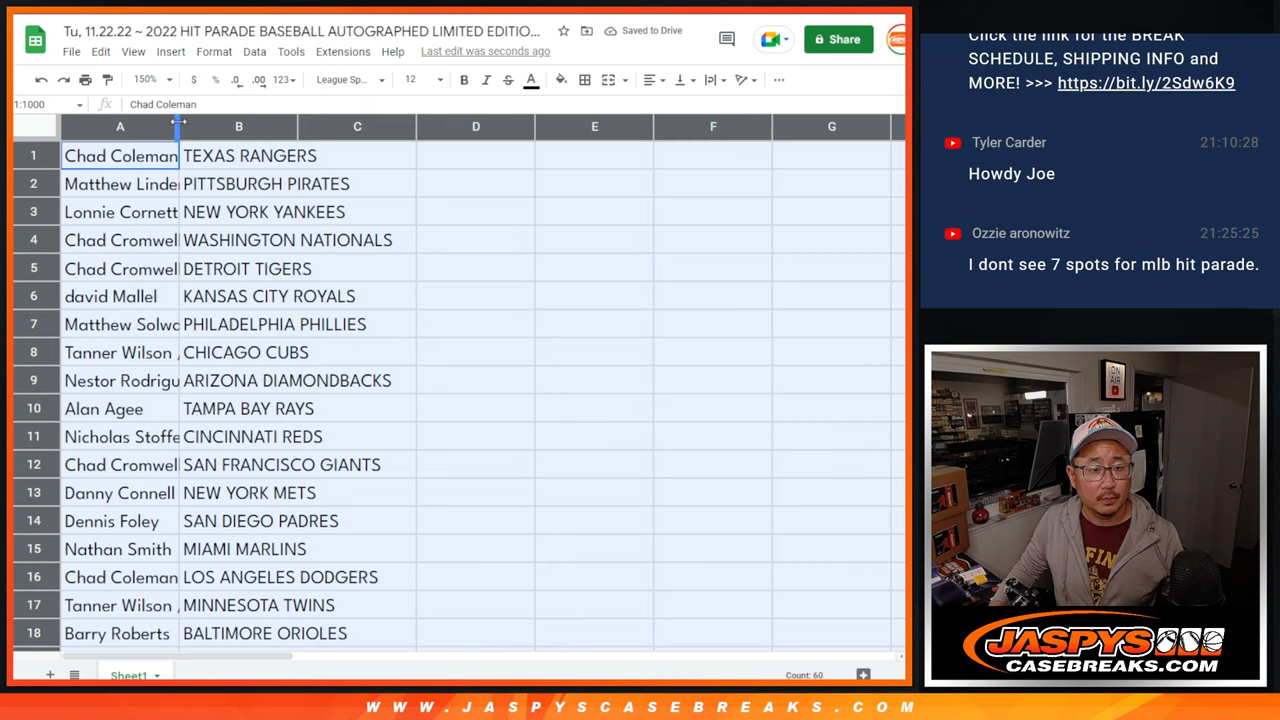 Tu, 11.22.22 ~ 2022 HIT PARADE BASEBALL AUTOGRAPHED LIMITED EDITIO...
Saved to Drive
File Edit View Insert Format Data Tools Extensions Help Last edit was seconds ago
Share
150% $ % .0 .00 123 League Sp... 12 B I S A
1:1000 fx Chad Coleman
A B C D E F G
1 Chad Coleman TEXAS RANGERS
2 Matthew Linde PITTSBURGH PIRATES
3 Lonnie Cornett NEW YORK YANKEES
4 Chad Cromwell WASHINGTON NATIONALS
5 Chad Cromwell DETROIT TIGERS
6 david Mallel KANSAS CITY ROYALS
7 Matthew Solwa PHILADELPHIA PHILLIES
8 Tanner Wilson CHICAGO CUBS
9 Nestor Rodrigu ARIZONA DIAMONDBACKS
10 Alan Agee TAMPA BAY RAYS
11 Nicholas Stoffe CINCINNATI REDS
12 Chad Cromwell SAN FRANCISCO GIANTS
13 Danny Connell NEW YORK METS
14 Dennis Foley SAN DIEGO PADRES
15 Nathan Smith MIAMI MARLINS
16 Chad Coleman LOS ANGELES DODGERS
17 Tanner Wilson MINNESOTA TWINS
18 Barry Roberts BALTIMORE ORIOLES
Sheet1
Count: 60
Click the link for the BREAK
SCHEDULE, SHIPPING INFO and
MORE! >>> https://bit.ly/2Sdw6K9
Tyler Carder 21:10:28
Howdy Joe
Ozzie aronowitz 21:25:25
I dont see 7 spots for mlb hit parade.
ON
AIR
JASPYS
CASEBREAKS.COM
WWW.JASPYSCASEBREAKS.COM